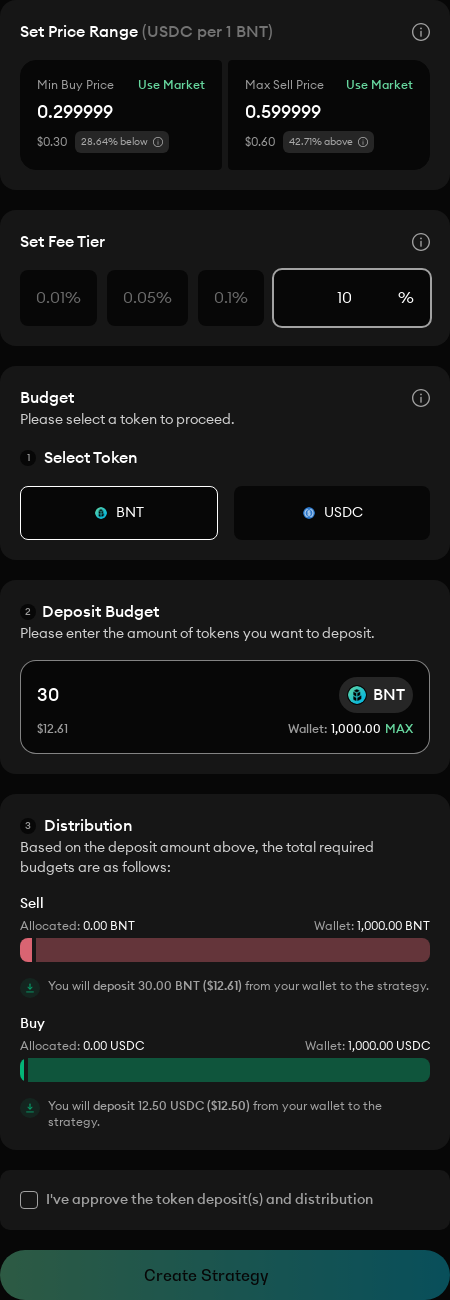 Set Price Range (USDC per 1 BNT)
Min Buy Price Use Market
0.299999
$0.30 28.64% below
Max Sell Price Use Market
0.599999
$0.60 42.71% above
Set Fee Tier
0.01% 0.05% 0.1% 10 %
Budget
Please select a token to proceed.
1 Select Token
BNT USDC
2 Deposit Budget
Please enter the amount of tokens you want to deposit.
30 BNT
$12.61 Wallet: 1,000.00 MAX
3 Distribution
Based on the deposit amount above, the total required
budgets are as follows:
Sell
Allocated: 0.00 BNT Wallet: 1,000.00 BNT
You will deposit 30.00 BNT ($12.61) from your wallet to the strategy.
Buy
Allocated: 0.00 USDC Wallet: 1,000.00 USDC
You will deposit 12.50 USDC ($12.50) from your wallet to the
strategy.
I've approve the token deposit(s) and distribution
Create Strategy